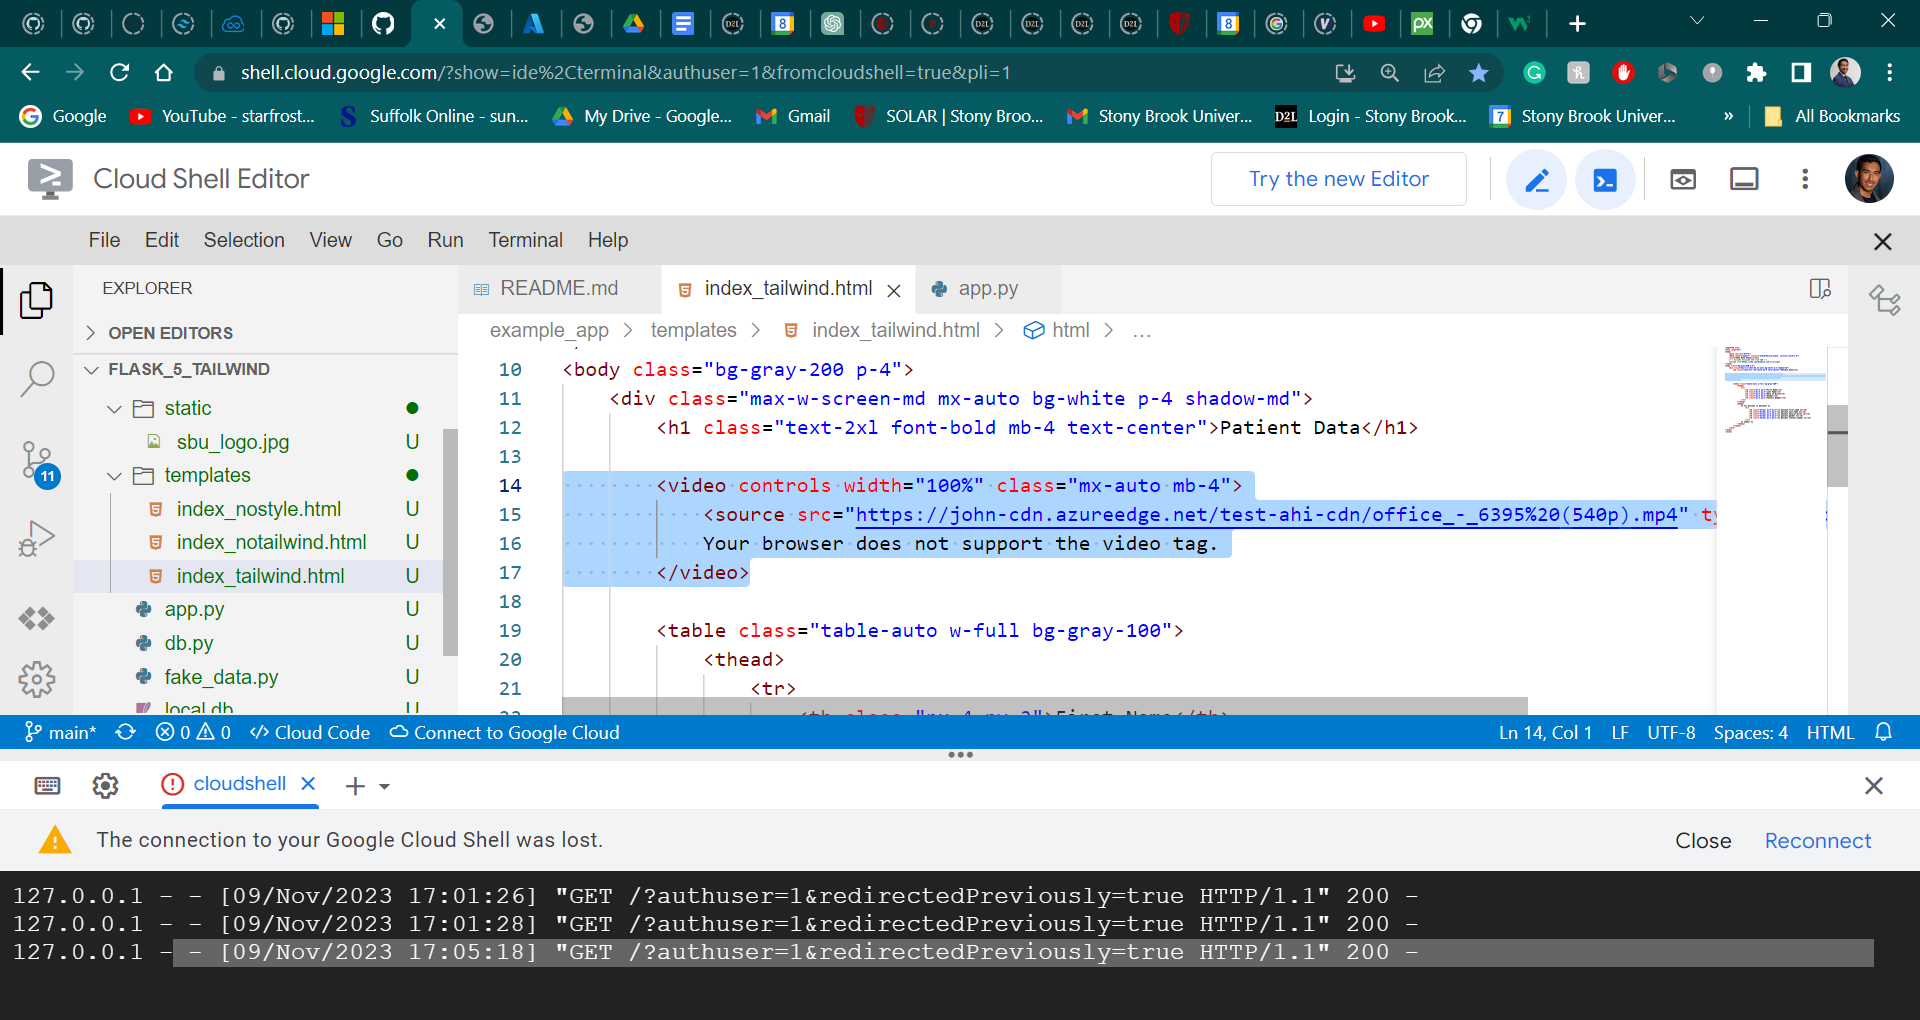 shell.cloud.google.com/?show=ide%2Cterminal&authuser=1&fromcloudshell=true&pli=1
Google
YouTube - starfrost...
Suffolk Online - sun...
My Drive - Google...
Gmail
SOLAR | Stony Broo...
Stony Brook Univer...
D2L
Login - Stony Brook...
7
Stony Brook Univer...
»
All Bookmarks
Cloud Shell Editor
Try the new Editor
File Edit Selection View Go Run Terminal Help
EXPLORER
OPEN EDITORS
FLASK_5_TAILWIND
static
sbu_logo.jpg U
templates
index_nostyle.html U
index_notailwind.html U
index_tailwind.html U
app.py U
db.py U
fake_data.py U
local.db U
11
README.md
index_tailwind.html
app.py
example_app > templates > index_tailwind.html > html > ...
10 <body class="bg-gray-200 p-4">
11 <div class="max-w-screen-md mx-auto bg-white p-4 shadow-md">
12 <h1 class="text-2xl font-bold mb-4 text-center">Patient Data</h1>
13
14 <video controls width="100%" class="mx-auto mb-4">
15 <source src="https://john-cdn.azureedge.net/test-ahi-cdn/office_-_6395%20(540p).mp4" ty
16 Your browser does not support the video tag.
17 </video>
18
19 <table class="table-auto w-full bg-gray-100">
20 <thead>
21 <tr>
22 <th class="px-4 py-2">First Name</th>
main* 0 0 </> Cloud Code Connect to Google Cloud
Ln 14, Col 1 LF UTF-8 Spaces: 4 HTML
cloudshell
The connection to your Google Cloud Shell was lost.
Close Reconnect
127.0.0.1 - - [09/Nov/2023 17:01:26] "GET /?authuser=1&redirectedPreviously=true HTTP/1.1" 200 -
127.0.0.1 - - [09/Nov/2023 17:01:28] "GET /?authuser=1&redirectedPreviously=true HTTP/1.1" 200 -
127.0.0.1 - - [09/Nov/2023 17:05:18] "GET /?authuser=1&redirectedPreviously=true HTTP/1.1" 200 -